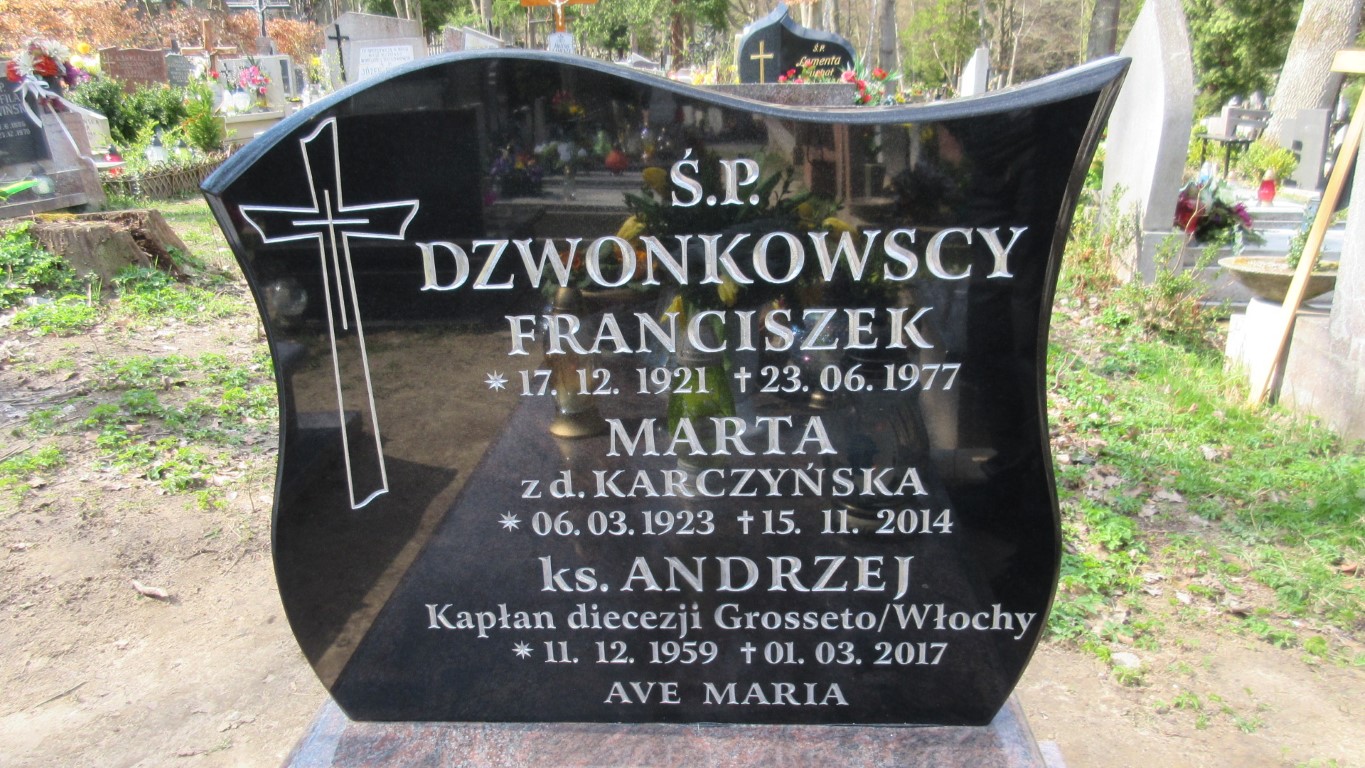 Ś.P.
DZWONKOWSCY
FRANCISZEK
* 17. 12. 1921 † 23. 06. 1977
MARTA
z d. KARCZYŃSKA
* 06. 03. 1923 † 15. 11. 2014
ks. ANDRZEJ
Kapłan diecezji Grosseto/Włochy
* 11. 12. 1959 † 01. 03. 2017
AVE MARIA
Ś.P.